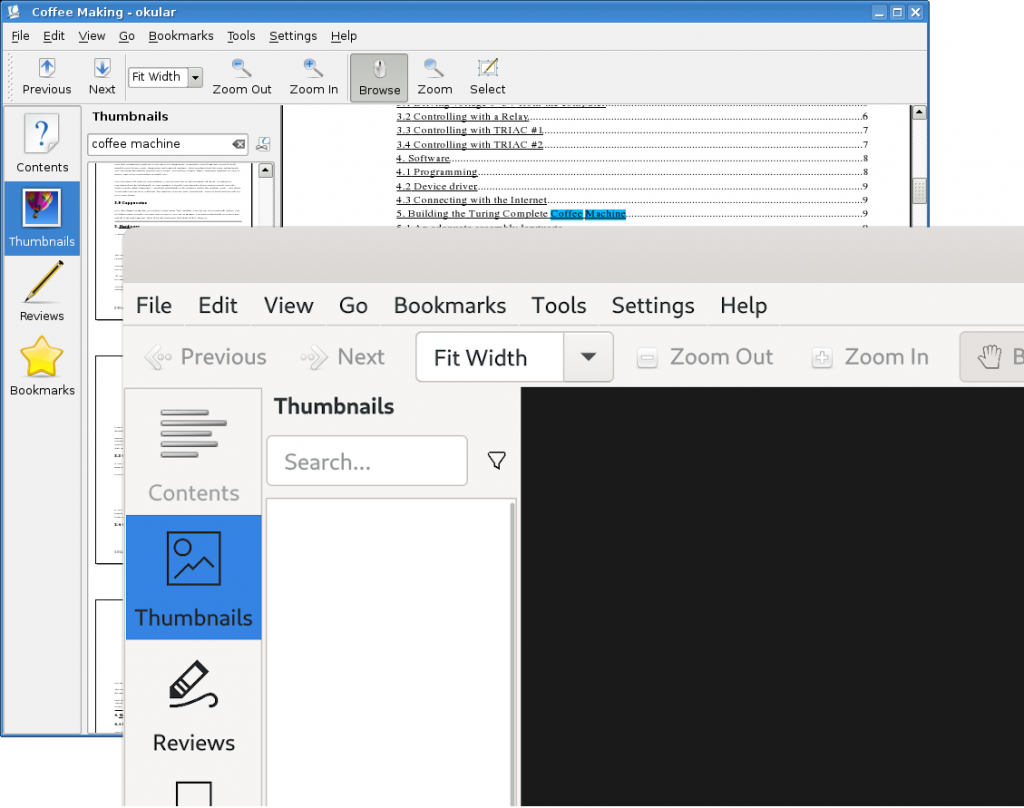 Coffee Making - okular
File Edit View Go Bookmarks Tools Settings Help
Previous Next Fit Width Zoom Out Zoom In Browse Zoom Select
Contents
Thumbnails
Reviews
Bookmarks
Thumbnails
coffee machine
3.2 Controlling with a Relay 6
3.3 Controlling with TRIAC #1 7
3.4 Controlling with TRIAC #2 7
4. Software 8
4.1 Programming 8
4.2 Device driver 9
4.3 Connecting with the Internet 9
5. Building the Turing Complete Coffee Machine 9
File Edit View Go Bookmarks Tools Settings Help
Previous Next Fit Width Zoom Out Zoom In B
Contents
Thumbnails
Reviews
Thumbnails
Search...